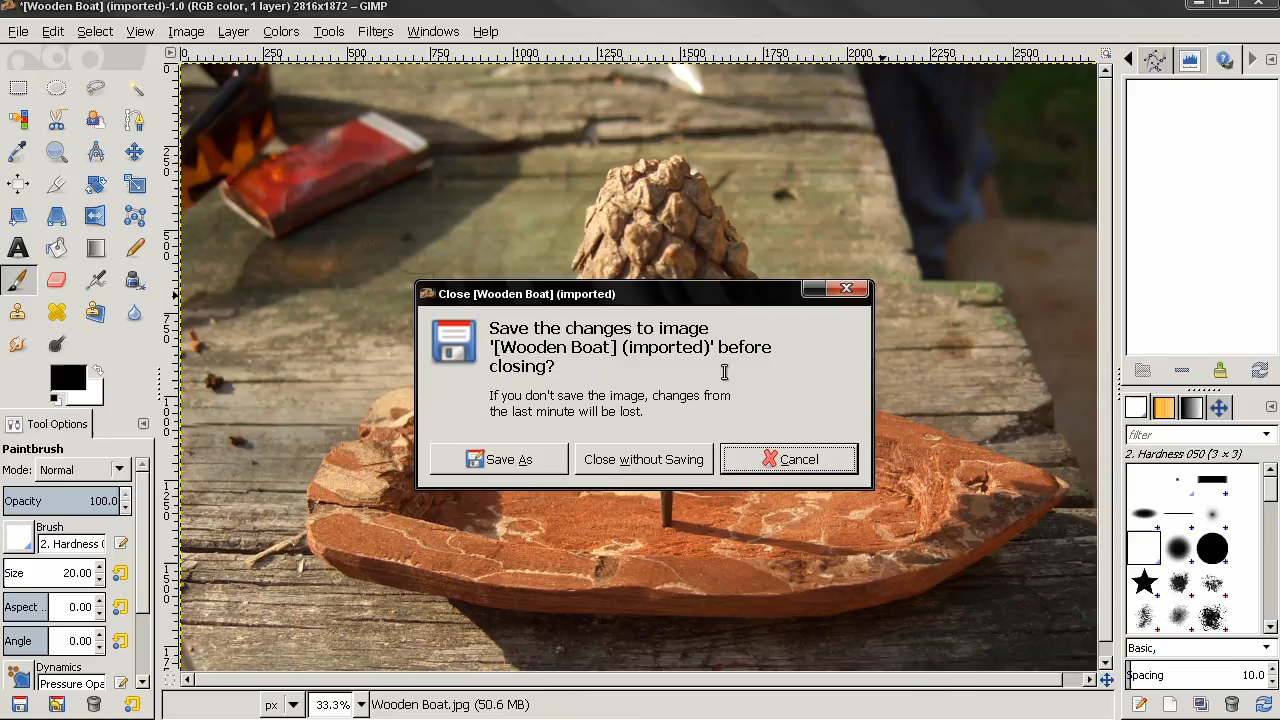 *[Wooden Boat] (imported)-1.0 (RGB color, 1 layer) 2816x1872 – GIMP
File Edit Select View Image Layer Colors Tools Filters Windows Help
0 250 500 750 1000 1250 1500 1750 2000 2250 2500
Close [Wooden Boat] (imported)
Save the changes to image
'[Wooden Boat] (imported)' before
closing?
If you don't save the image, changes from
the last minute will be lost.
Save As Close without Saving Cancel
Tool Options
Paintbrush
Mode: Normal
Opacity 100.0
Brush
2. Hardness 0
Size 20.00
Aspect .. 0.00
Angle 0.00
Dynamics
Pressure Opa
filter
2. Hardness 050 (3 × 3)
Basic,
Spacing 10.0
px 33.3% Wooden Boat.jpg (50.6 MB)